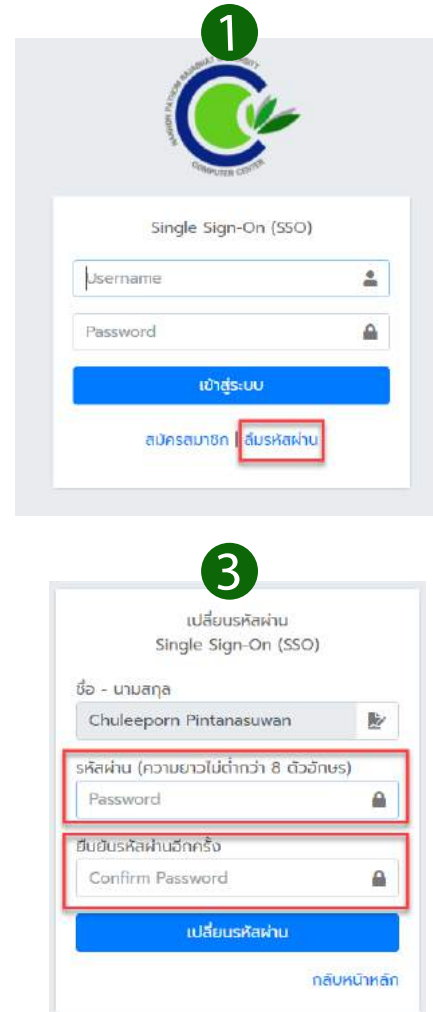 1
NAKHON PATHOM RAJABHAT UNIVERSITY
COMPUTER CENTER
Single Sign-On (SSO)
Username
Password
เข้าสู่ระบบ
สมัครสมาชิก | ลืมรหัสผ่าน
3
เปลี่ยนรหัสผ่าน
Single Sign-On (SSO)
ชื่อ - นามสกุล
Chuleeporn Pintanasuwan
รหัสผ่าน (ความยาวไม่ต่ำกว่า 8 ตัวอักษร)
Password
ยืนยันรหัสผ่านอีกครั้ง
Confirm Password
เปลี่ยนรหัสผ่าน
กลับหน้าหลัก